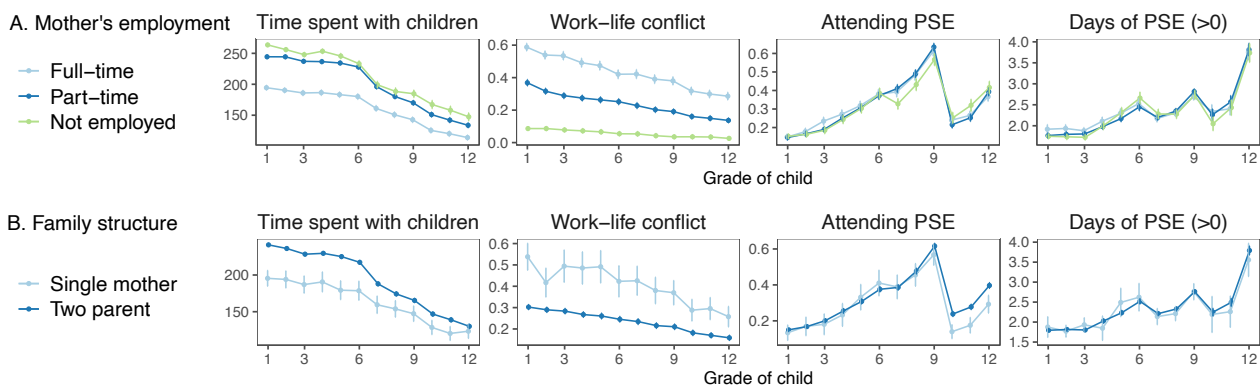 A. Mother's employment
Full–time
Part–time
Not employed
Time spent with children
250
200
150
1 3 6 9 12
Work–life conflict
0.6
0.4
0.2
0.0
1 3 6 9 12
Attending PSE
0.6
0.5
0.4
0.3
0.2
1 3 6 9 12
Days of PSE (>0)
4.0
3.5
3.0
2.5
2.0
1 3 6 9 12
Grade of child
B. Family structure
Single mother
Two parent
Time spent with children
200
150
1 3 6 9 12
Work–life conflict
0.6
0.5
0.4
0.3
0.2
1 3 6 9 12
Attending PSE
0.6
0.4
0.2
1 3 6 9 12
Days of PSE (>0)
4.0
3.5
3.0
2.5
2.0
1.5
1 3 6 9 12
Grade of child